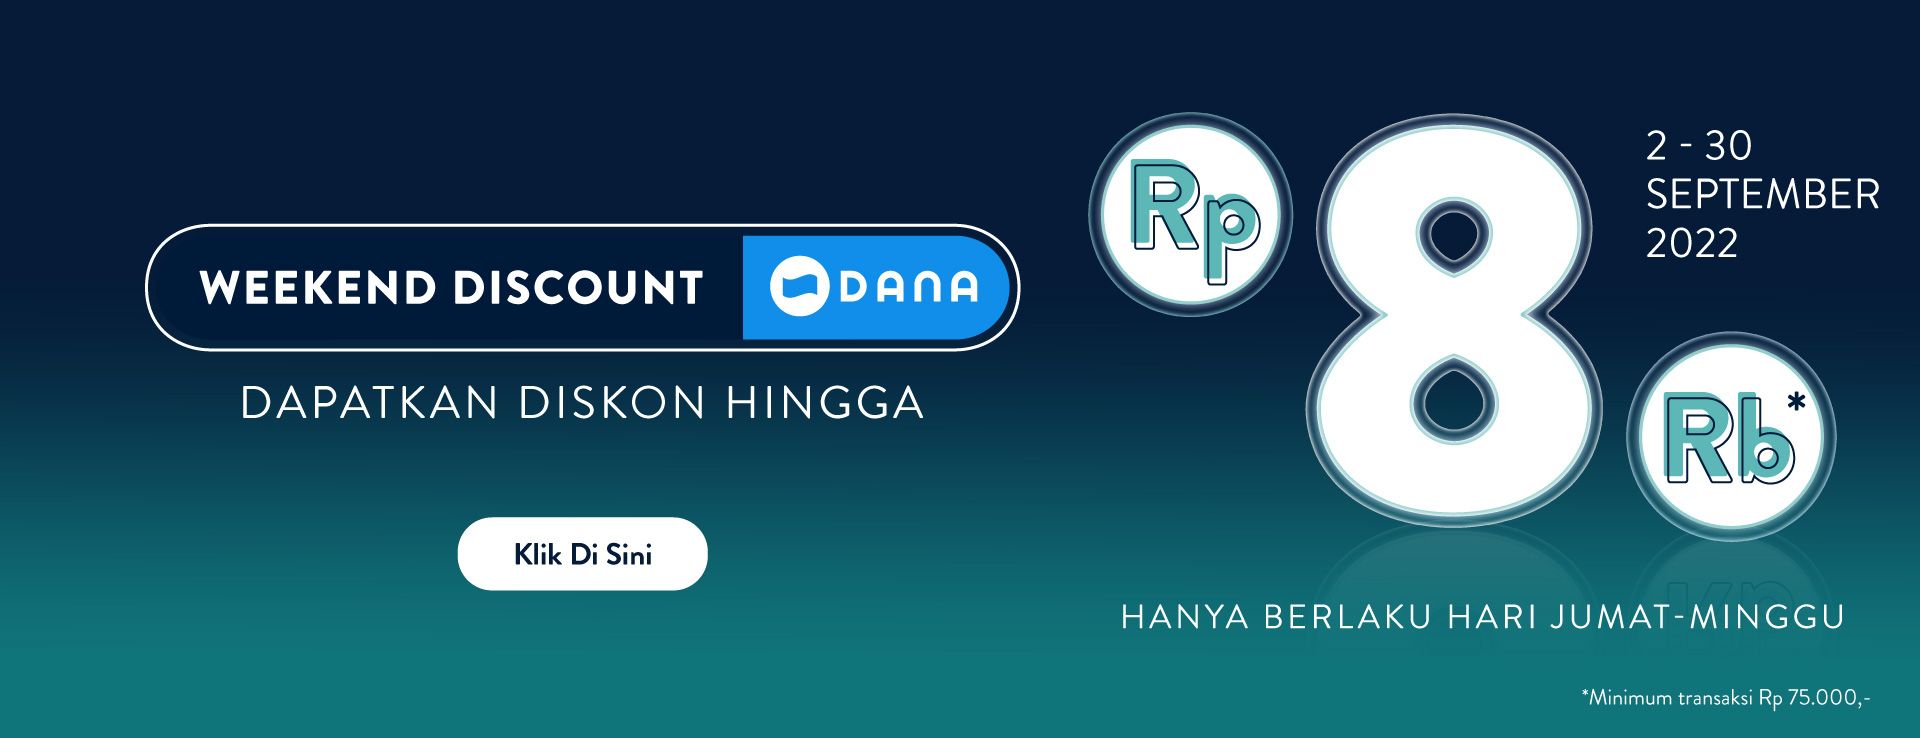 WEEKEND DISCOUNT DANA
DAPATKAN DISKON HINGGA
Klik Di Sini
Rp 8 Rb*
2 - 30
SEPTEMBER
2022
HANYA BERLAKU HARI JUMAT-MINGGU
*Minimum transaksi Rp 75.000,-